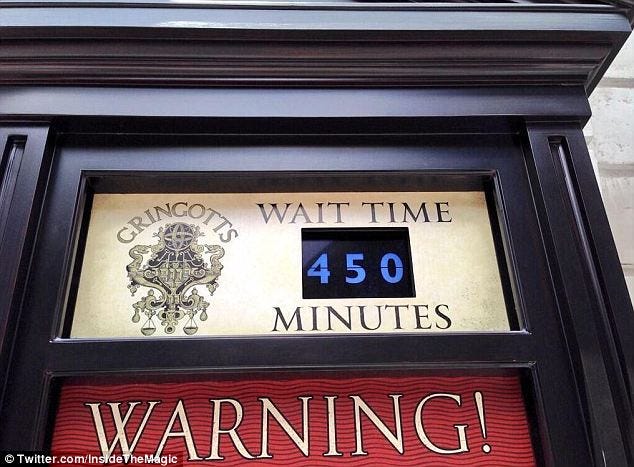 GRINGOTTS
WAIT TIME
450
MINUTES
WARNING!
© Twitter.com/InsideTheMagic